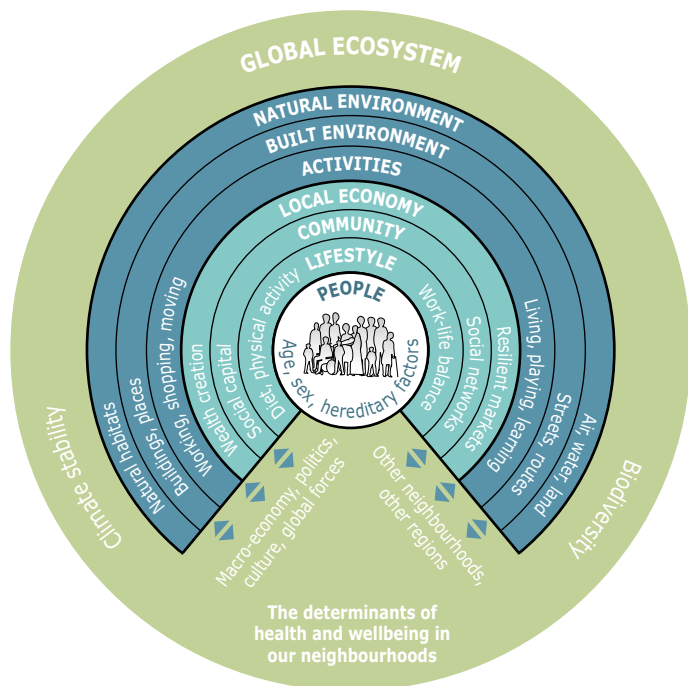 GLOBAL ECOSYSTEM
NATURAL ENVIRONMENT
BUILT ENVIRONMENT
ACTIVITIES
LOCAL ECONOMY
COMMUNITY
LIFESTYLE
PEOPLE
Age, sex, hereditary factors
Diet, physical activity
Work-life balance
Social capital
Social networks
Wealth creation
Resilient markets
Working, shopping, moving
Living, playing, learning
Buildings, places
Streets, routes
Natural habitats
Air water, land
Climate stability
Biodiversity
Macro-economy, politics,
culture, global forces
Other neighbourhoods,
other regions
The determinants of
health and wellbeing in
our neighbourhoods